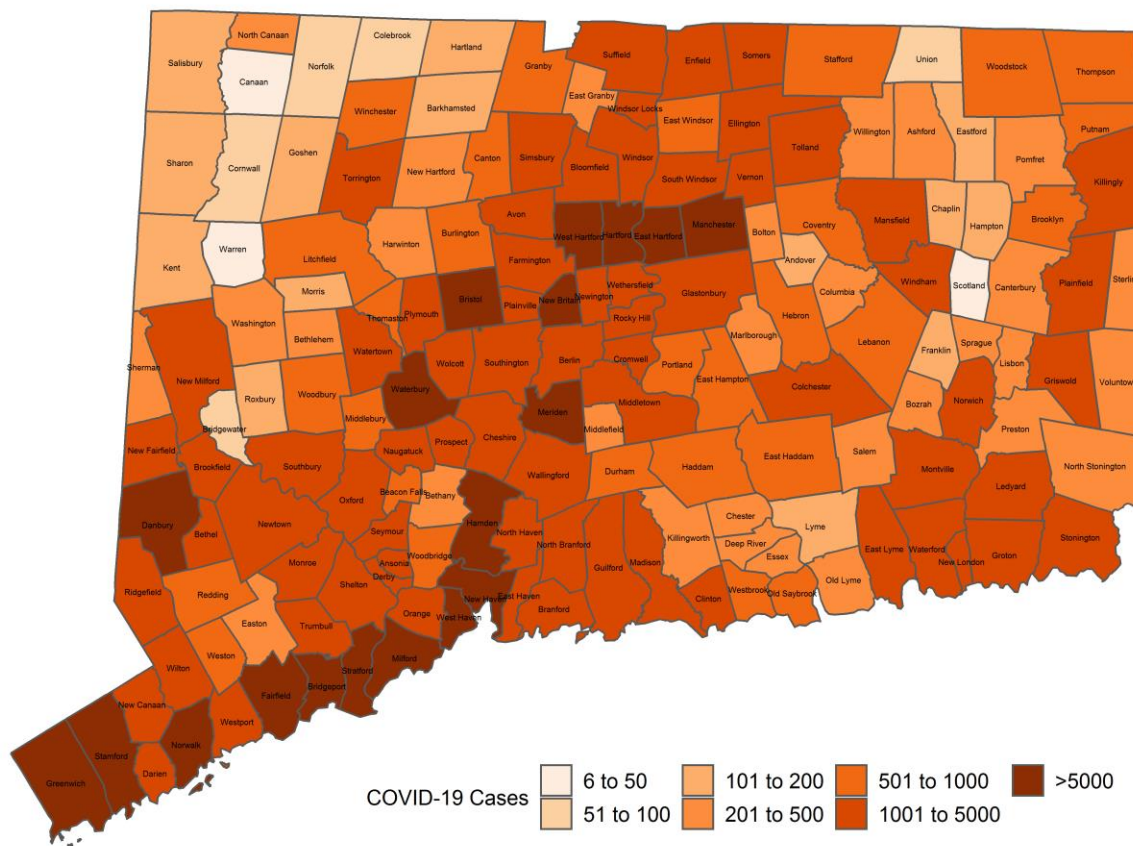 North Canaan
Colebrook
Hartland
Suffield
Enfield
Somers
Salisbury
Canaan
Norfolk
Granby
Stafford
Union
Woodstock
Thompson
East Granby
Winchester
Barkhamsted
Windsor Locks
East Windsor
Ellington
Willington
Ashford
Eastford
Putnam
Sharon
Cornwall
Goshen
Torrington
New Hartford
Canton
Simsbury
Bloomfield
Windsor
South Windsor
Vernon
Tolland
Pomfret
Killingly
Avon
Mansfield
Chaplin
Hampton
Brooklyn
Kent
Warren
Litchfield
Harwinton
Burlington
West Hartford
Hartford
East Hartford
Manchester
Bolton
Coventry
Andover
Farmington
Morris
Bristol
Plainville
New Britain
Newington
Wethersfield
Glastonbury
Columbia
Windham
Scotland
Canterbury
Plainfield
Sterlin
Washington
Thomaston
Plymouth
Rocky Hill
Hebron
Marlborough
Lebanon
Bethlehem
Watertown
Wolcott
Southington
Berlin
Cromwell
Portland
East Hampton
Franklin
Sprague
Lisbon
Griswold
Voluntow
Sherman
New Milford
Roxbury
Woodbury
Waterbury
Colchester
Bozrah
Norwich
Middlebury
Meriden
Middlefield
Middletown
Preston
Bridgewater
New Fairfield
Brookfield
Southbury
Naugatuck
Prospect
Cheshire
Wallingford
Durham
Haddam
East Haddam
Salem
Montville
North Stonington
Oxford
Beacon Falls
Bethany
Ledyard
Danbury
Bethel
Newtown
Seymour
Hamden
North Haven
North Branford
Killingworth
Chester
Lyme
Deep River
Essex
Woodbridge
Ansonia
Derby
Guilford
Madison
East Lyme
Waterford
New London
Groton
Stonington
Ridgefield
Redding
Monroe
Shelton
New Haven
East Haven
Branford
Clinton
Westbrook
Old Saybrook
Old Lyme
Easton
Trumbull
Orange
West Haven
Weston
Wilton
Milford
Stratford
Bridgeport
Fairfield
New Canaan
Westport
Norwalk
Stamford
Darien
Greenwich
COVID-19 Cases
6 to 50
51 to 100
101 to 200
201 to 500
501 to 1000
1001 to 5000
>5000